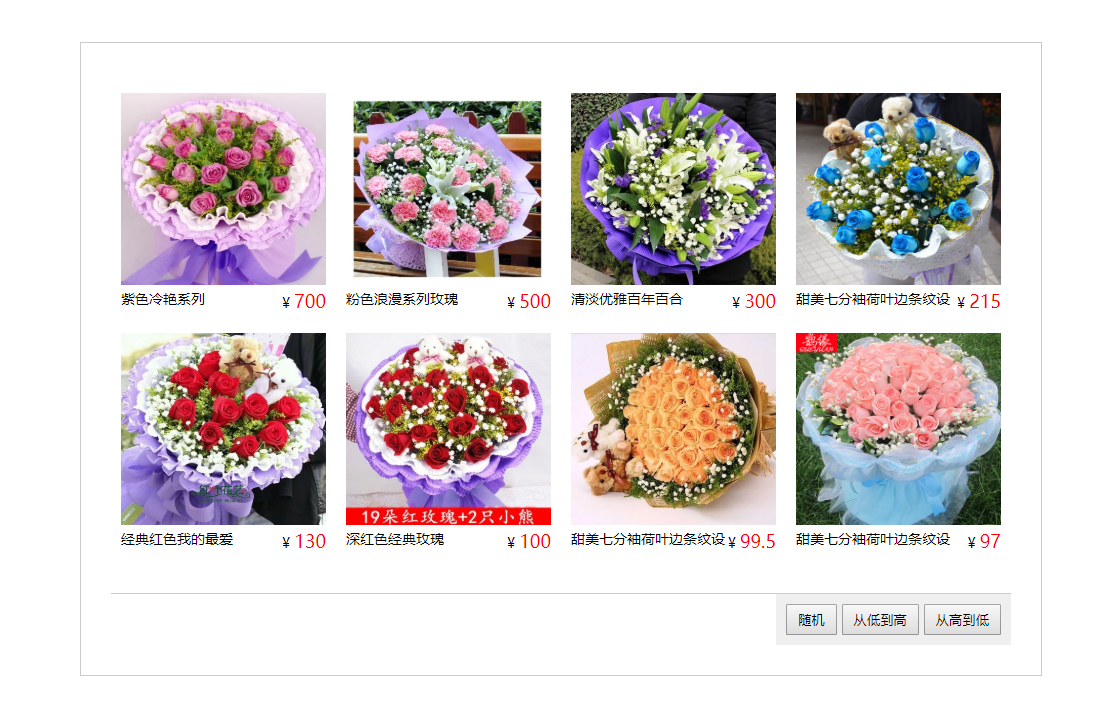 紫色冷艳系列 ¥ 700
粉色浪漫系列玫瑰 ¥ 500
清淡优雅百年百合 ¥ 300
甜美七分袖荷叶边条纹设 ¥ 215
19朵红玫瑰+2只小熊
经典红色我的最爱 ¥ 130
深红色经典玫瑰 ¥ 100
甜美七分袖荷叶边条纹设 ¥ 99.5
甜美七分袖荷叶边条纹设 ¥ 97
随机 从低到高 从高到低